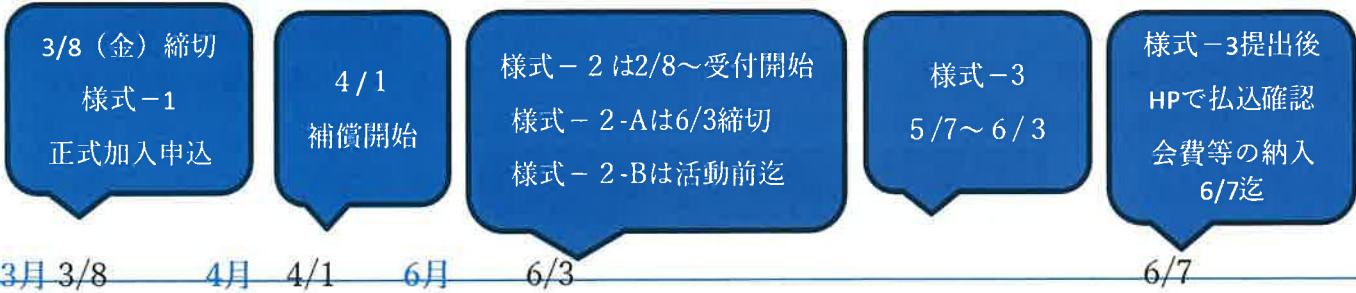 3/8（金）締切
様式－1
正式加入申込
4/1
補償開始
様式－２は2/8～受付開始
様式－２-Aは6/3締切
様式－２-Bは活動前迄
様式－3
5/7～6/3
様式－3提出後
HPで払込確認
会費等の納入
6/7迄
3月 3/8 4月 4/1 6月 6/3 6/7